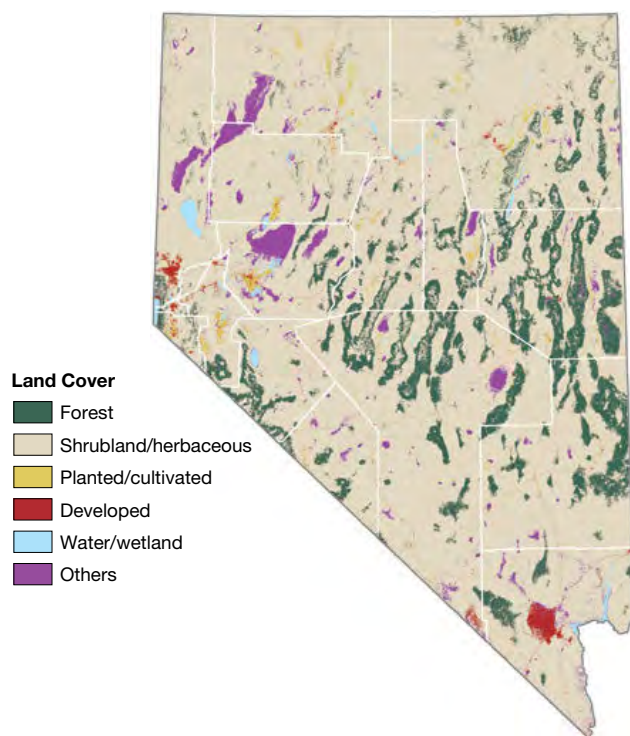 Land Cover
Forest
Shrubland/herbaceous
Planted/cultivated
Developed
Water/wetland
Others